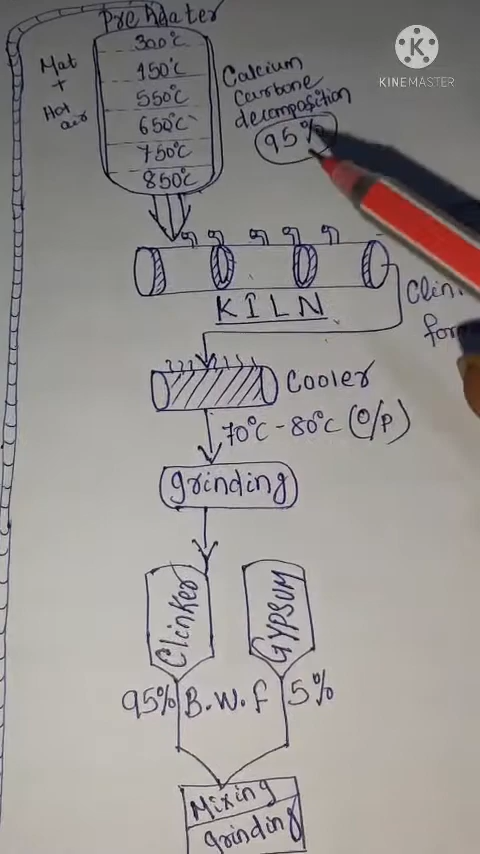 Pre Heater
Mat
+
Hot
air
300°C
450°C
550°C
650°C
750°C
850°C
Calcium
Carbone
decomposition
95%
K
KINEMASTER
KILN
Clin
for
Cooler
70°C - 80°C (O/P)
grinding
Clinker
GYPSUM
95% B.W.F 5%
Mixing
Grinding